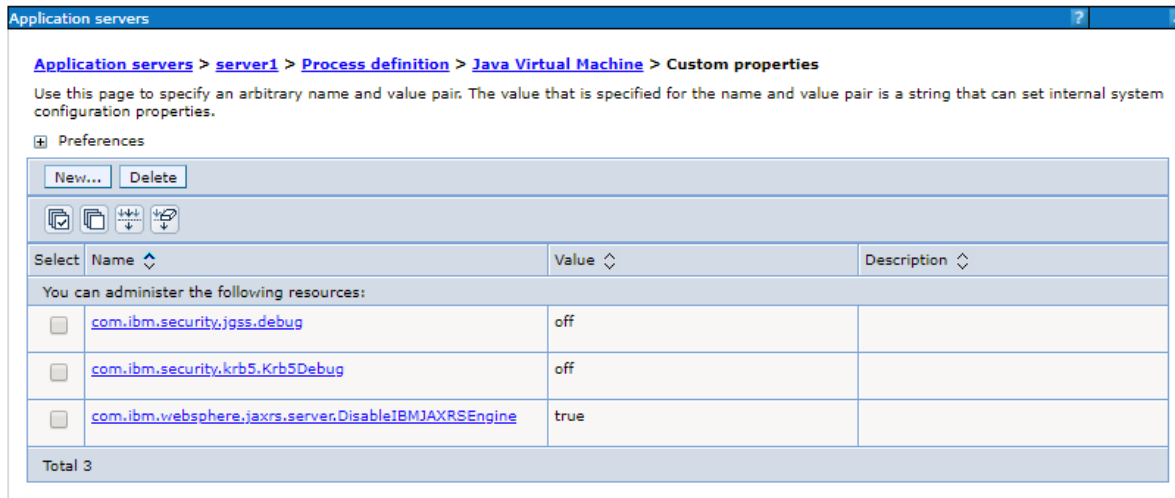 Application servers ?
Application servers > server1 > Process definition > Java Virtual Machine > Custom properties
Use this page to specify an arbitrary name and value pair. The value that is specified for the name and value pair is a string that can set internal system
configuration properties.
Preferences
New... Delete
Select Name Value Description
You can administer the following resources:
com.ibm.security.jgss.debug off
com.ibm.security.krb5.Krb5Debug off
com.ibm.websphere.jaxrs.server.DisableIBMJAXRSEngine true
Total 3